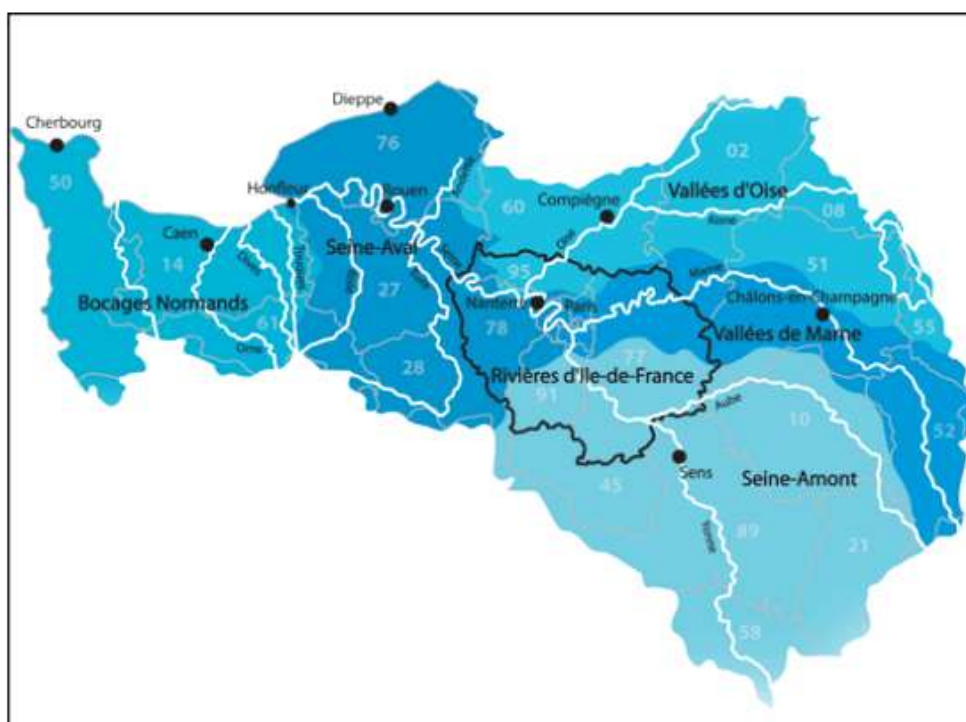 Dieppe
Cherbourg
76
02
50
Honfleur
Rouen
60
Compiègne
Vallées d'Oise
08
Caen
Seine-Aval
Oise
14
Dives
95
Marne
51
Bocages Normands
27
Nanterre
Paris
Châlons-en-Champagne
61
78
Vallées de Marne
55
Orne
28
77
Rivières d'Ile-de-France
91
Aube
10
52
Sens
Seine-Amont
45
Yonne
89
21
58